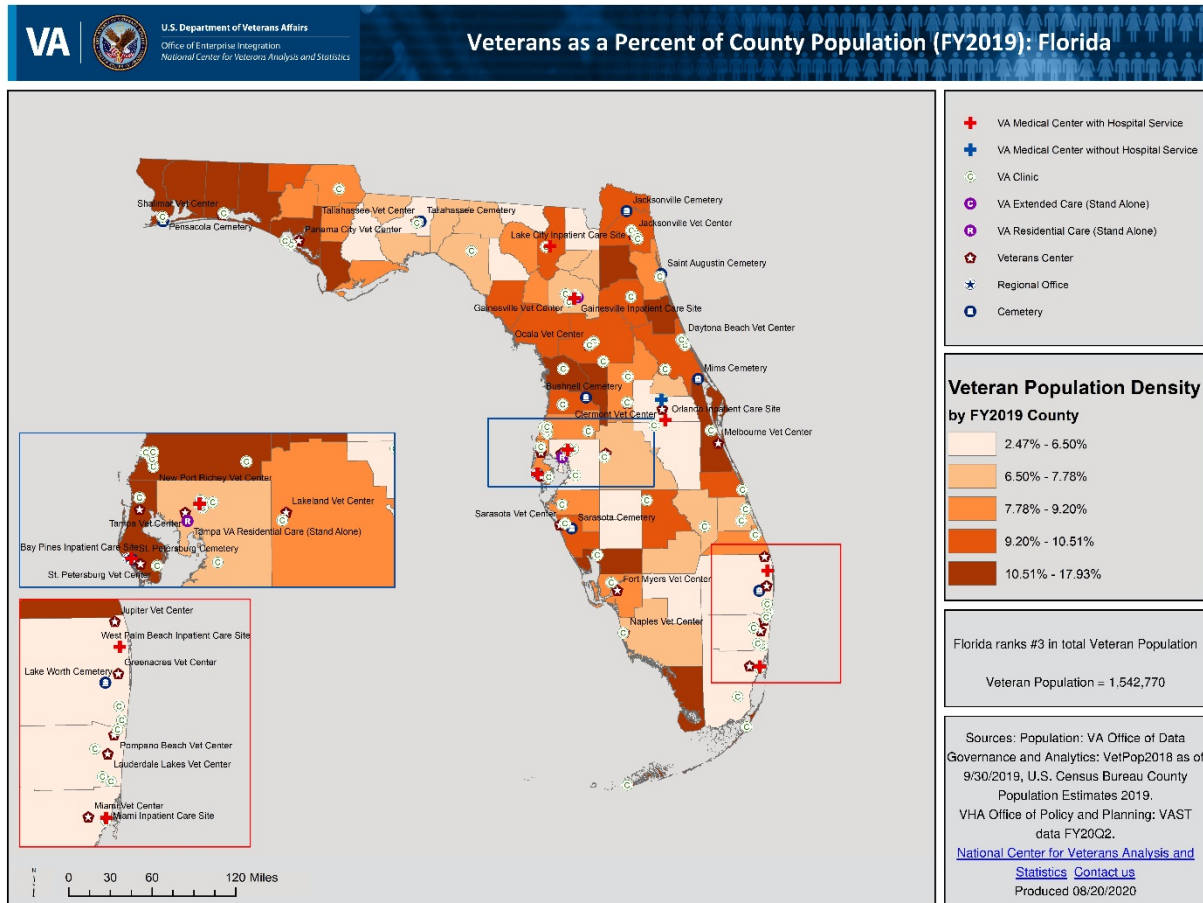 VA
U.S. Department of Veterans Affairs
Office of Enterprise Integration
National Center for Veterans Analysis and Statistics
Veterans as a Percent of County Population (FY2019): Florida
Shalimar Vet Center
Pensacola Cemetery
Panama City Vet Center
Tallahassee Vet Center
Tallahassee Cemetery
Jacksonville Cemetery
Jacksonville Vet Center
Lake City Inpatient Care Site
Saint Augustin Cemetery
Gainesville Vet Center
Gainesville Inpatient Care Site
Ocala Vet Center
Daytona Beach Vet Center
Mims Cemetery
Bushnell Cemetery
Clermont Vet Center
Orlando Inpatient Care Site
Melbourne Vet Center
Sarasota Vet Center
Sarasota Cemetery
Fort Myers Vet Center
Naples Vet Center
New Port Richey Vet Center
Lakeland Vet Center
Tampa Vet Center
Tampa VA Residential Care (Stand Alone)
Bay Pines Inpatient Care Site
St. Petersburg Cemetery
St. Petersburg Vet Center
Jupiter Vet Center
West Palm Beach Inpatient Care Site
Greenacres Vet Center
Lake Worth Cemetery
Pompano Beach Vet Center
Lauderdale Lakes Vet Center
Miami Vet Center
Miami Inpatient Care Site
N
0 30 60 120 Miles
VA Medical Center with Hospital Service
VA Medical Center without Hospital Service
C VA Clinic
C VA Extended Care (Stand Alone)
R VA Residential Care (Stand Alone)
Veterans Center
Regional Office
Cemetery
Veteran Population Density
by FY2019 County
2.47% - 6.50%
6.50% - 7.78%
7.78% - 9.20%
9.20% - 10.51%
10.51% - 17.93%
Florida ranks #3 in total Veteran Population
Veteran Population = 1,542,770
Sources: Population: VA Office of Data
Governance and Analytics: VetPop2018 as of
9/30/2019, U.S. Census Bureau County
Population Estimates 2019.
VHA Office of Policy and Planning: VAST
data FY20Q2.
National Center for Veterans Analysis and
Statistics Contact us
Produced 08/20/2020